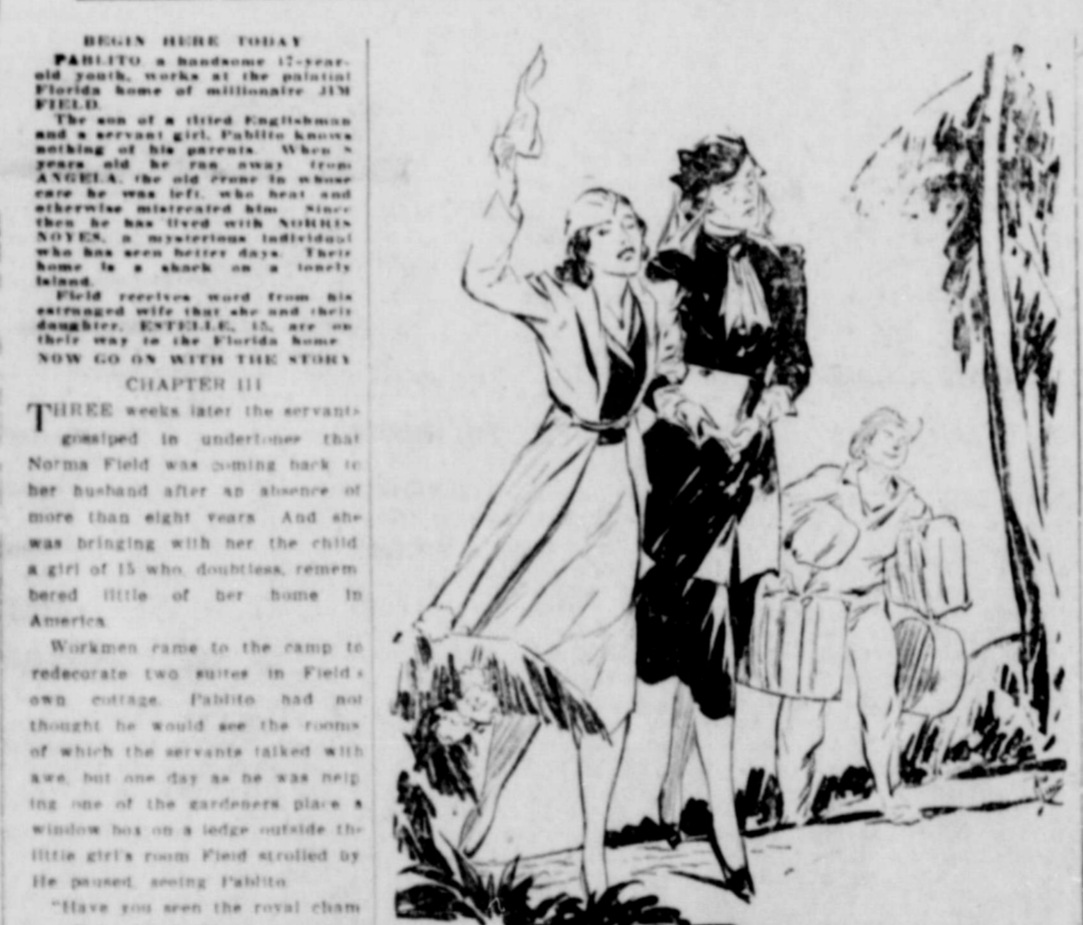 BEGIN HERE TODAY
PABLITO, a handsome 17-year-
old youth, works at the palatial
Florida home of millionaire JIM
FIELD.
The son of a titled Englishman
and a servant girl, Pablito knows
nothing of his parents. When 8
years old he ran away from
ANGELA, the old crone in whose
care he was left, who beat and
otherwise mistreated him. Since
then he has lived with NORRIS
NOYES, a mysterious individual
who has seen better days. Their
home is a shack on a lonely
island.
Field receives word from his
estranged wife that she and their
daughter, ESTELLE, 15, are on
their way to the Florida home.
NOW GO ON WITH THE STORY
CHAPTER III
THREE weeks later the servants
gossiped in undertones that
Norma Field was coming back to
her husband after an absence of
more than eight years. And she
was bringing with her the child,
a girl of 15 who, doubtless, remem
bered little of her home in
America.
Workmen came to the camp to
redecorate two suites in Field's
own cottage. Pablito had not
thought he would see the rooms
of which the servants talked with
awe, but one day as he was help
ing one of the gardeners place a
window box on a ledge outside the
little girl's room Field strolled by.
He paused, seeing Pablito.
"Have you seen the royal cham